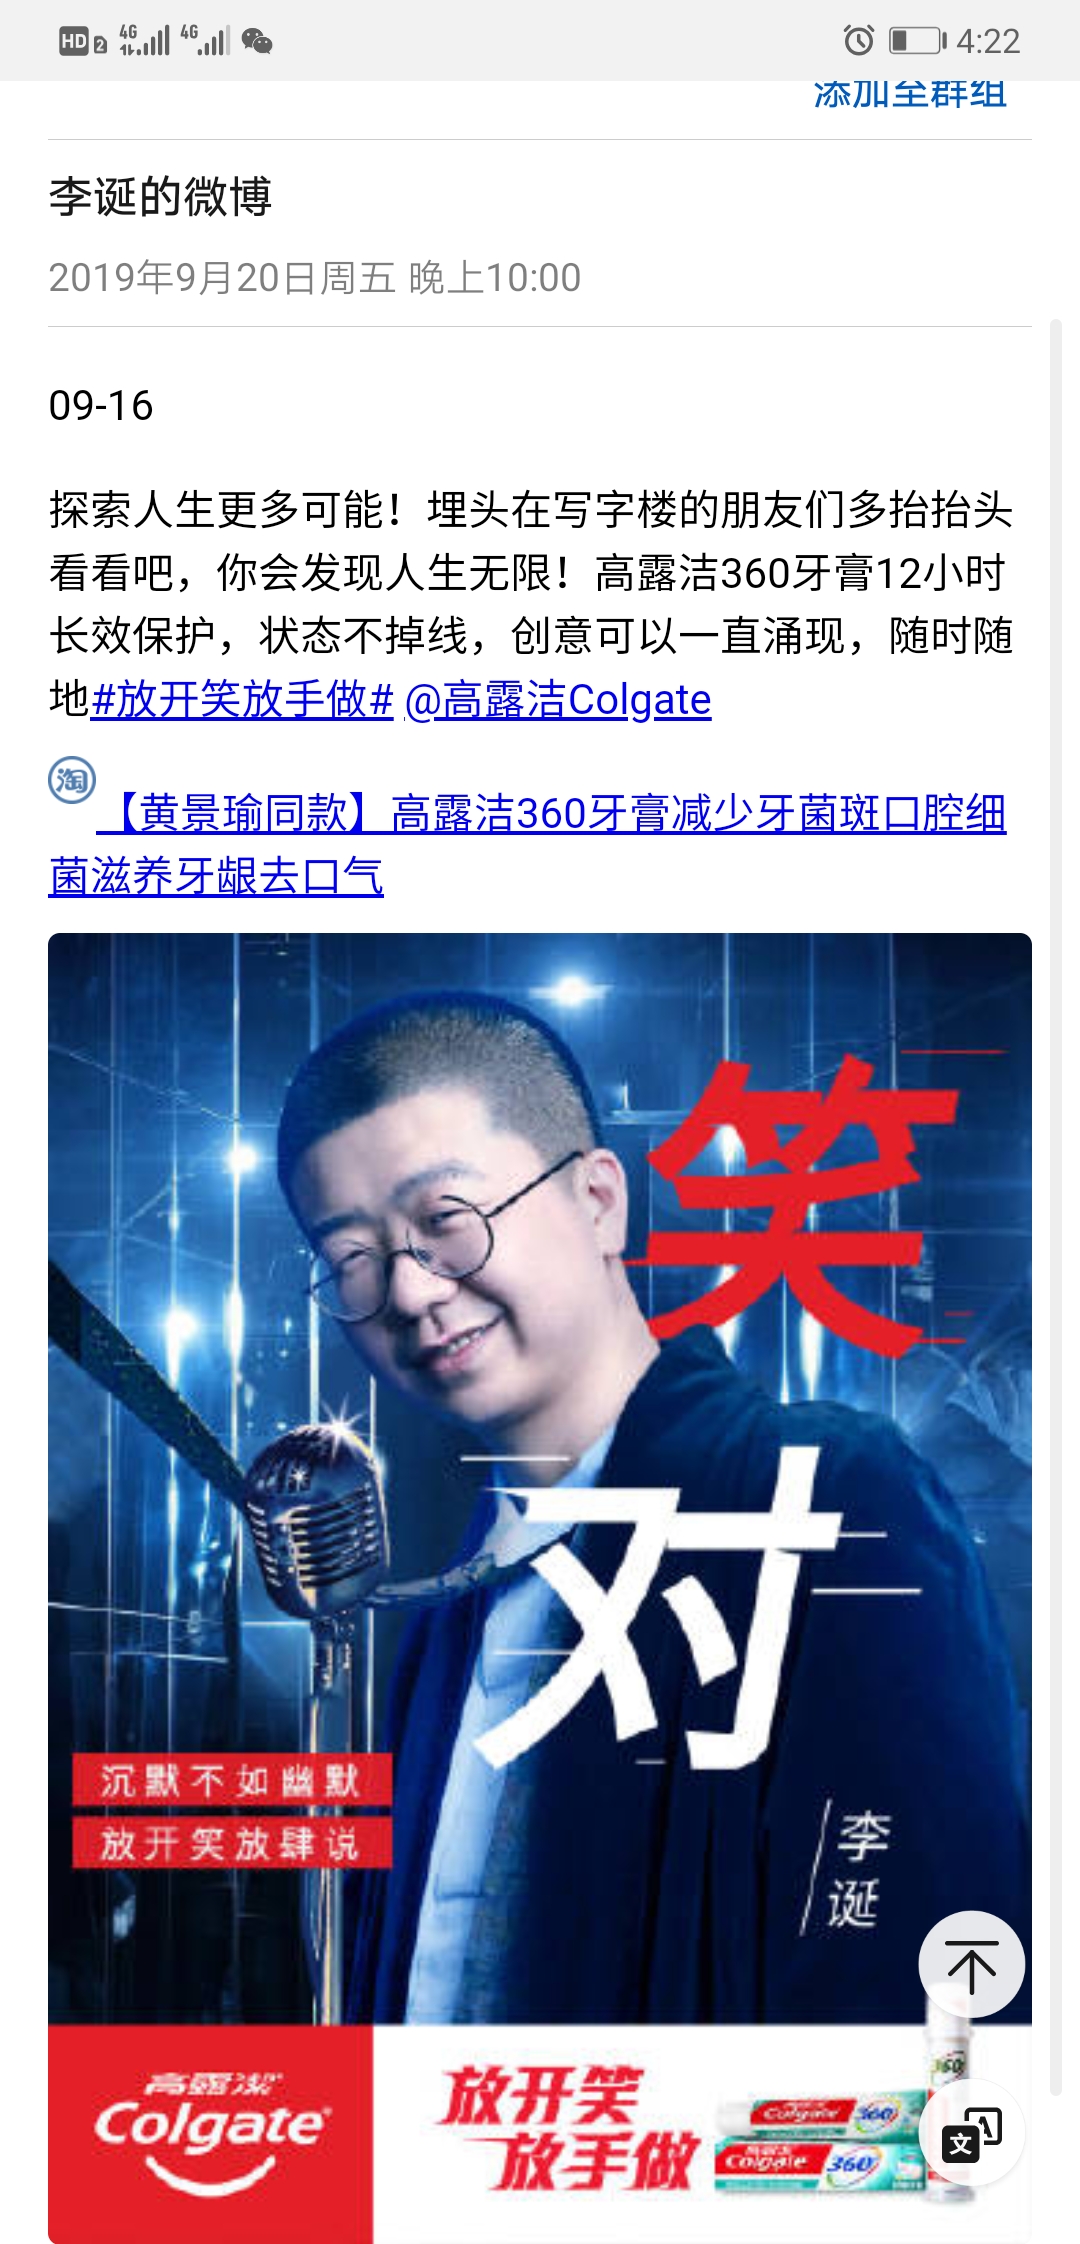 HD 2 4G 4G 4:22
添加至群组
李诞的微博
2019年9月20日周五 晚上10:00
09-16
探索人生更多可能！埋头在写字楼的朋友们多抬抬头
看看吧，你会发现人生无限！高露洁360牙膏12小时
长效保护，状态不掉线，创意可以一直涌现，随时随
地#放开笑放手做# @高露洁Colgate
淘
【黄景瑜同款】高露洁360牙膏减少牙菌斑口腔细
菌滋养牙龈去口气
笑
对
沉默不如幽默
放开笑放肆说
李
诞
高露潔
Colgate
放开笑
放手做
360
Colgate 360
Colgate 360
文 A